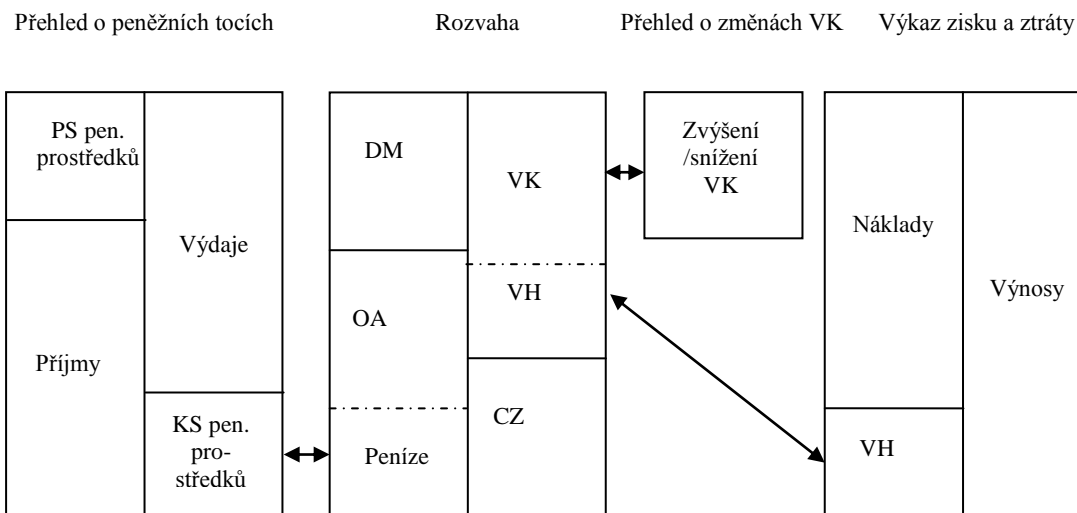 Přehled o peněžních tocích
Rozvaha
Přehled o změnách VK
Výkaz zisku a ztráty
PS pen.
prostředků
Příjmy
Výdaje
KS pen.
pro-
středků
DM
OA
Peníze
VK
VH
CZ
Zvýšení
/snížení
VK
Náklady
VH
Výnosy